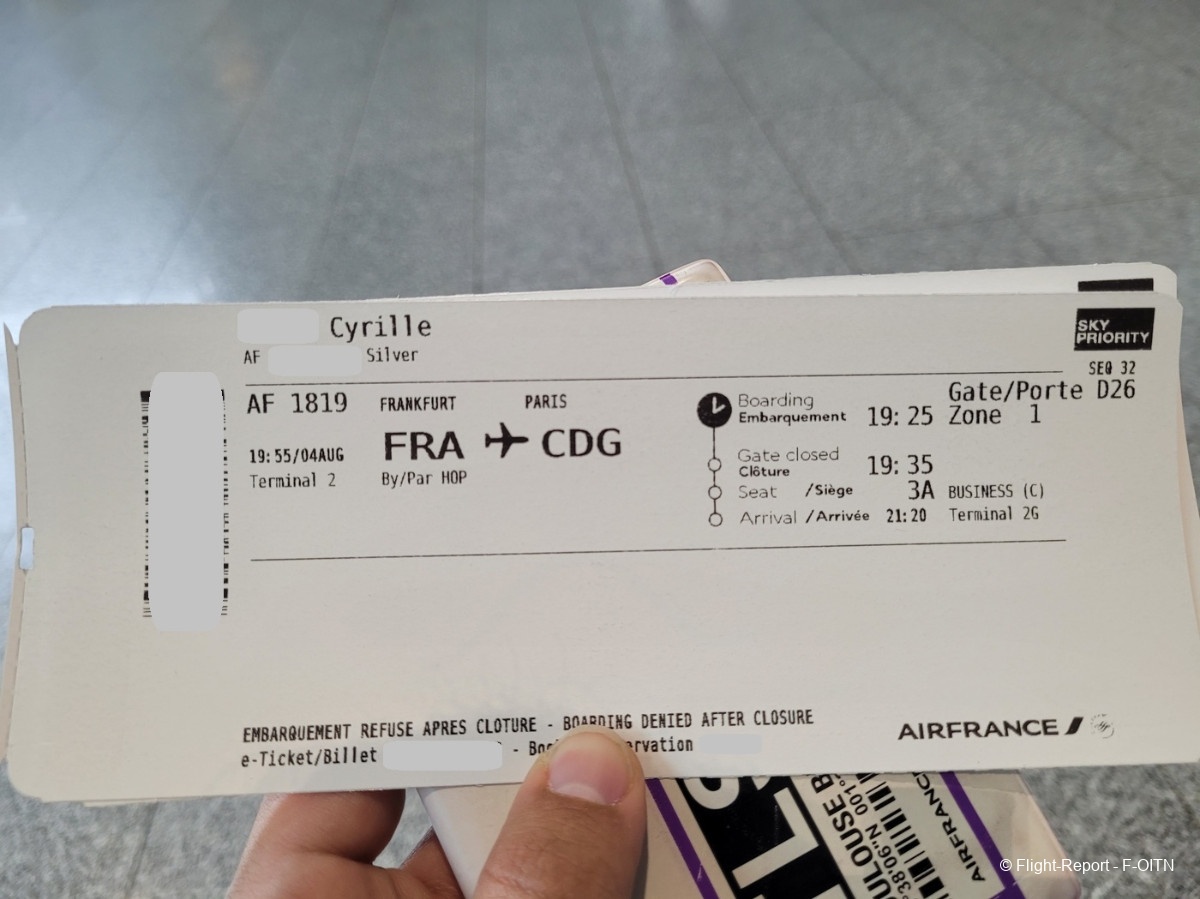 Cyrille
AF Silver
SKY PRIORITY
SEQ 32
AF 1819 FRANKFURT PARIS
FRA CDG
19:55/04AUG
Terminal 2 By/Par HOP
Boarding
Embarquement 19:25
Gate/Porte D26
Zone 1
Gate closed
Clôture 19:35
Seat /Siège 3A BUSINESS (C)
Arrival /Arrivée 21:20 Terminal 2G
EMBARQUEMENT REFUSE APRES CLOTURE - BOARDING DENIED AFTER CLOSURE
e-Ticket/Billet -
AIRFRANCE
AIRFRANCE
© Flight-Report - F-OITN